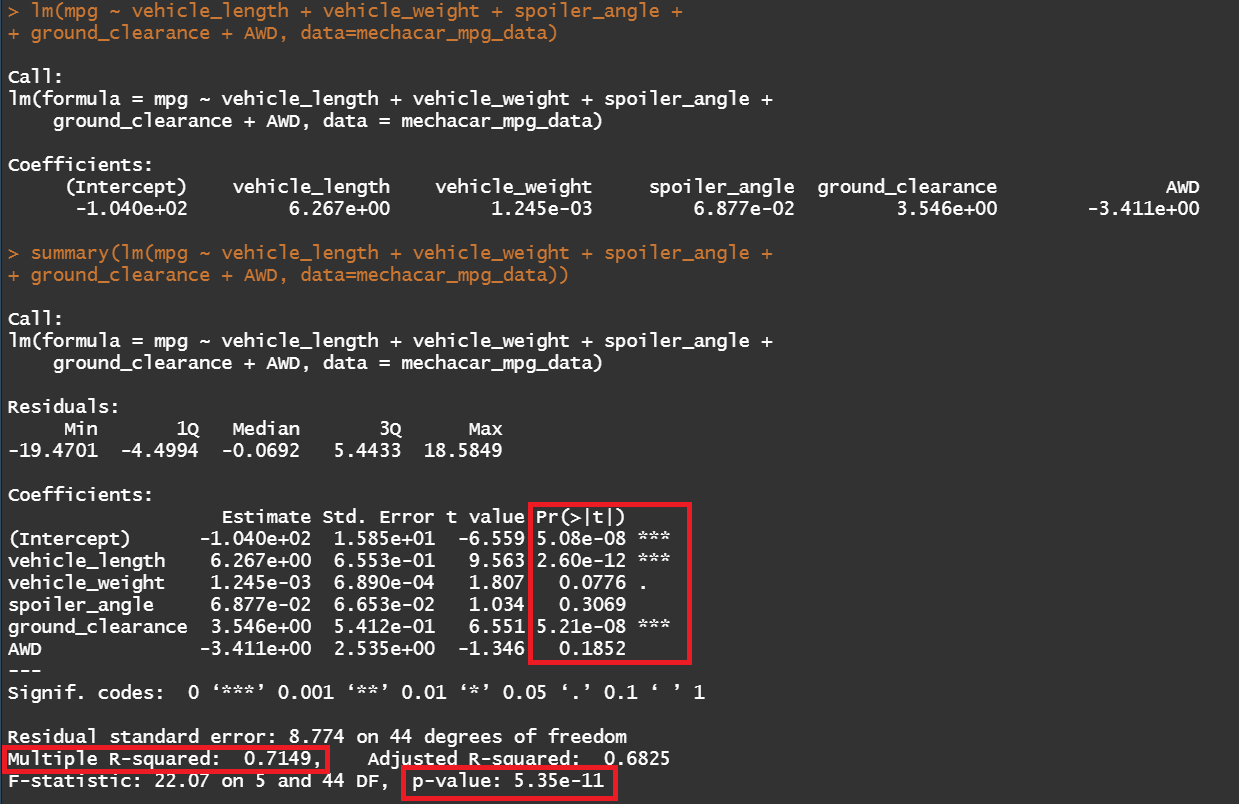 > lm(mpg ~ vehicle_length + vehicle_weight + spoiler_angle +
+ ground_clearance + AWD, data=mechacar_mpg_data)
Call:
lm(formula = mpg ~ vehicle_length + vehicle_weight + spoiler_angle +
    ground_clearance + AWD, data = mechacar_mpg_data)
Coefficients:
     (Intercept)    vehicle_length    vehicle_weight     spoiler_angle  ground_clearance               AWD
      -1.040e+02         6.267e+00         1.245e-03         6.877e-02         3.546e+00        -3.411e+00
> summary(lm(mpg ~ vehicle_length + vehicle_weight + spoiler_angle +
+ ground_clearance + AWD, data=mechacar_mpg_data))
Call:
lm(formula = mpg ~ vehicle_length + vehicle_weight + spoiler_angle +
    ground_clearance + AWD, data = mechacar_mpg_data)
Residuals:
     Min       1Q   Median       3Q      Max
-19.4701  -4.4994  -0.0692   5.4433  18.5849
Coefficients:
                   Estimate Std. Error t value Pr(>|t|)
(Intercept)      -1.040e+02  1.585e+01  -6.559 5.08e-08 ***
vehicle_length    6.267e+00  6.553e-01   9.563 2.60e-12 ***
vehicle_weight    1.245e-03  6.890e-04   1.807   0.0776 .
spoiler_angle     6.877e-02  6.653e-02   1.034   0.3069
ground_clearance  3.546e+00  5.412e-01   6.551 5.21e-08 ***
AWD              -3.411e+00  2.535e+00  -1.346   0.1852
---
Signif. codes:  0 ‘***’ 0.001 ‘**’ 0.01 ‘*’ 0.05 ‘.’ 0.1 ‘ ’ 1
Residual standard error: 8.774 on 44 degrees of freedom
Multiple R-squared:  0.7149,    Adjusted R-squared:  0.6825
F-statistic: 22.07 on 5 and 44 DF,  p-value: 5.35e-11